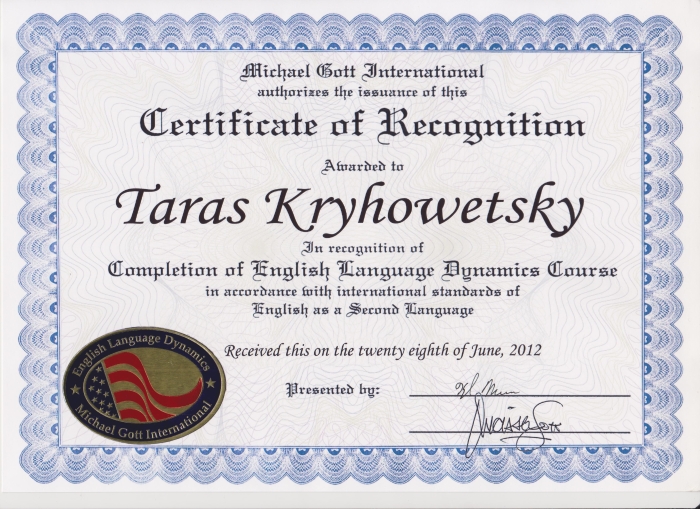 Michael Gott International
authorizes the issuance of this
Certificate of Recognition
Awarded to
Taras Kryhowetsky
In recognition of
Completion of English Language Dynamics Course
in accordance with international standards of
English as a Second Language
Received this on the twenty eighth of June, 2012
English Language Dynamics
Michael Gott International
Presented by: